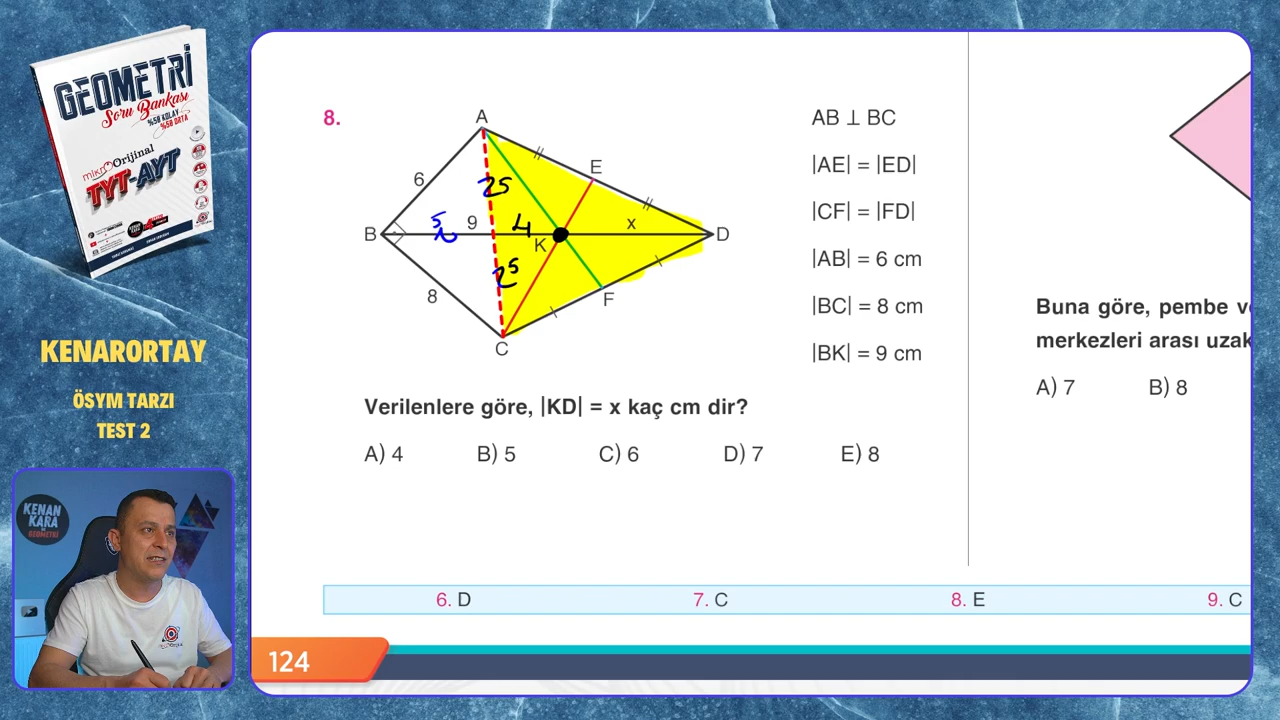 GEOMETRİ
Soru Bankası
%50 KOLAY
%50 ORTA
mikro Orijinal
TYT-AYT
KENARORTAY
ÖSYM TARZI
TEST 2
KENAN
KARA
ile
GEOMETRİ
8.
A
E
6
25
B
5
9
4
K
x
D
25
8
F
C
AB ⊥ BC
|AE| = |ED|
|CF| = |FD|
|AB| = 6 cm
|BC| = 8 cm
|BK| = 9 cm
Verilenlere göre, |KD| = x kaç cm dir?
A) 4 B) 5 C) 6 D) 7 E) 8
Buna göre, pembe v
merkezleri arası uzak
A) 7 B) 8
6. D 7. C 8. E 9. C
124